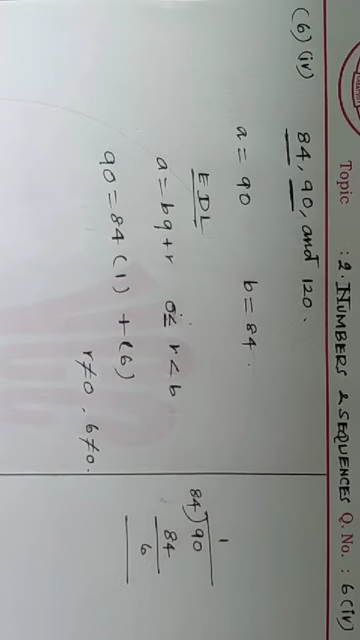 Topic : 2. NUMBERS & SEQUENCES Q. No. : 6 (iv)
(6) (iv) 84, 90, and 120.
a = 90 b = 84.
EDL
a = bq + r 0 ≤ r < b
90 = 84 (1) + (6)
r ≠ 0, 6 ≠ 0.
1
84) 90
84
6